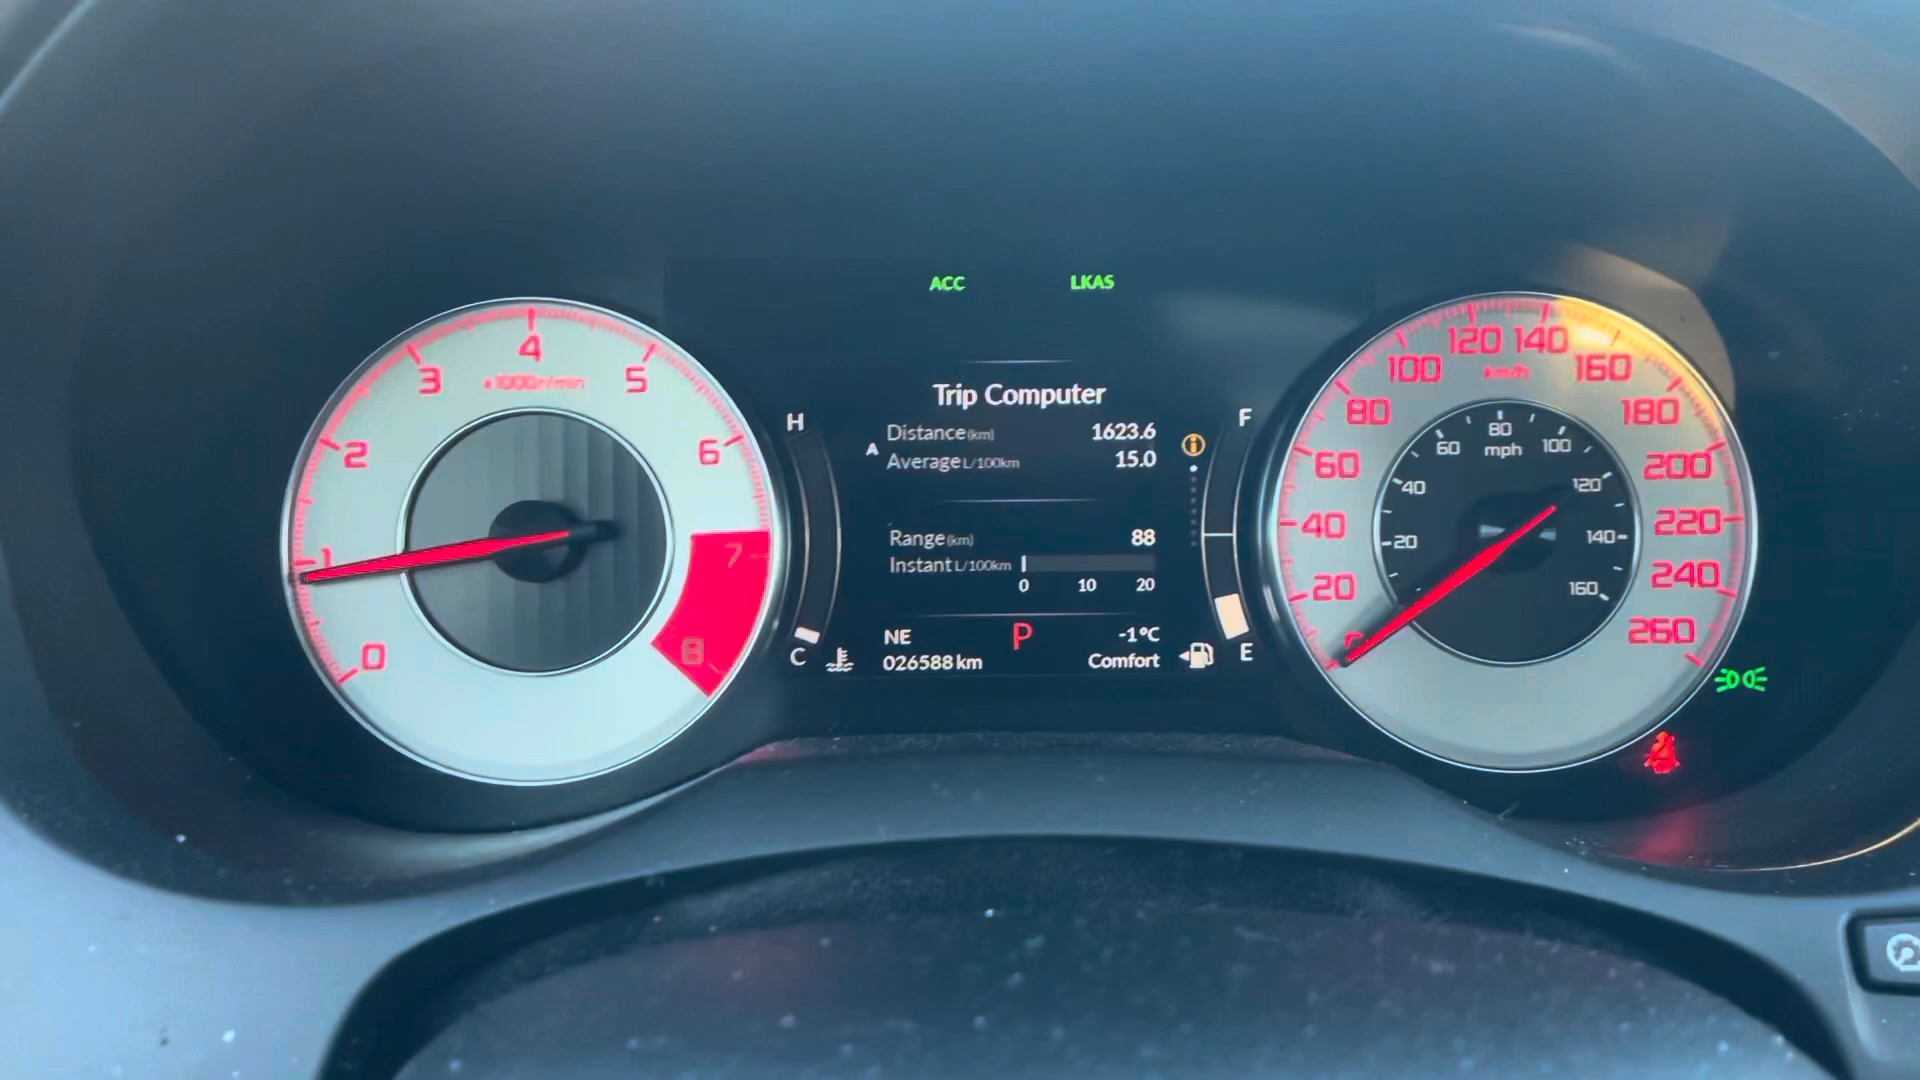 ACC LKAS
Trip Computer
A
Distance(km) 1623.6
Average L/100km 15.0
Range(km) 88
Instant L/100km
0 10 20
NE P -1°C
026588 km Comfort
H
C
F
E
0 1 2 3 4 5 6 7 8
x1000r/min
20 40 60 80 100 120 140 160 180 200 220 240 260
km/h
20 40 60 80 100 120 140 160
mph